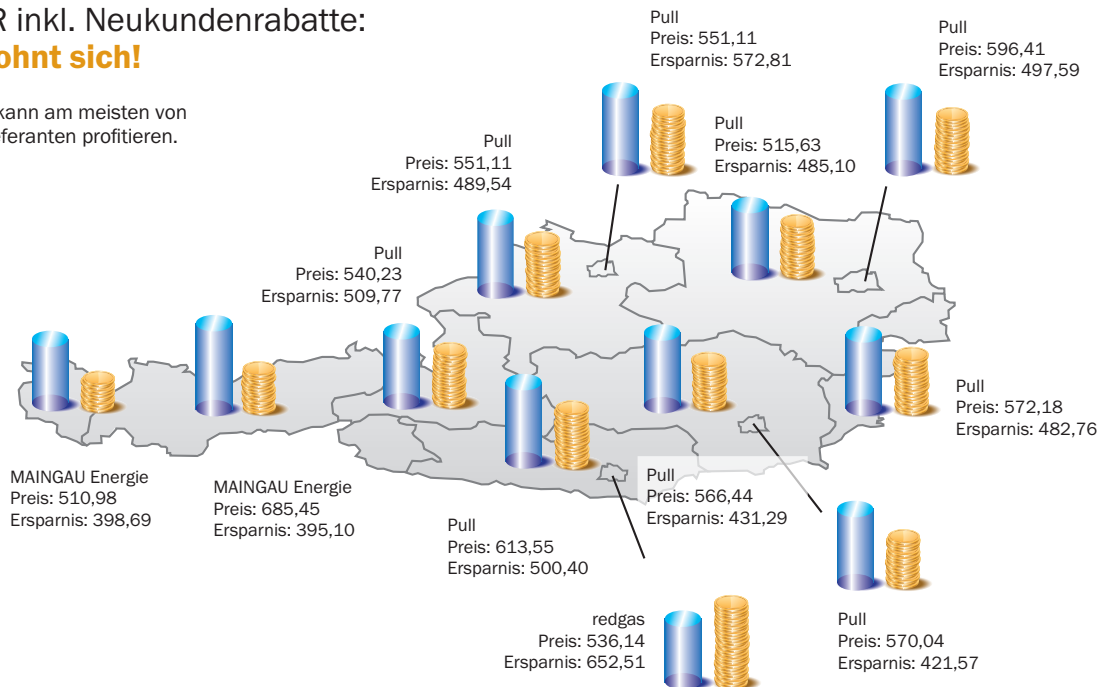 R inkl. Neukundenrabatte:
ohnt sich!
kann am meisten von
eferanten profitieren.
Pull
Preis: 551,11
Ersparnis: 572,81
Pull
Preis: 596,41
Ersparnis: 497,59
Pull
Preis: 515,63
Ersparnis: 485,10
Pull
Preis: 551,11
Ersparnis: 489,54
Pull
Preis: 540,23
Ersparnis: 509,77
Pull
Preis: 572,18
Ersparnis: 482,76
MAINGAU Energie
Preis: 510,98
Ersparnis: 398,69
MAINGAU Energie
Preis: 685,45
Ersparnis: 395,10
Pull
Preis: 566,44
Ersparnis: 431,29
Pull
Preis: 613,55
Ersparnis: 500,40
redgas
Preis: 536,14
Ersparnis: 652,51
Pull
Preis: 570,04
Ersparnis: 421,57